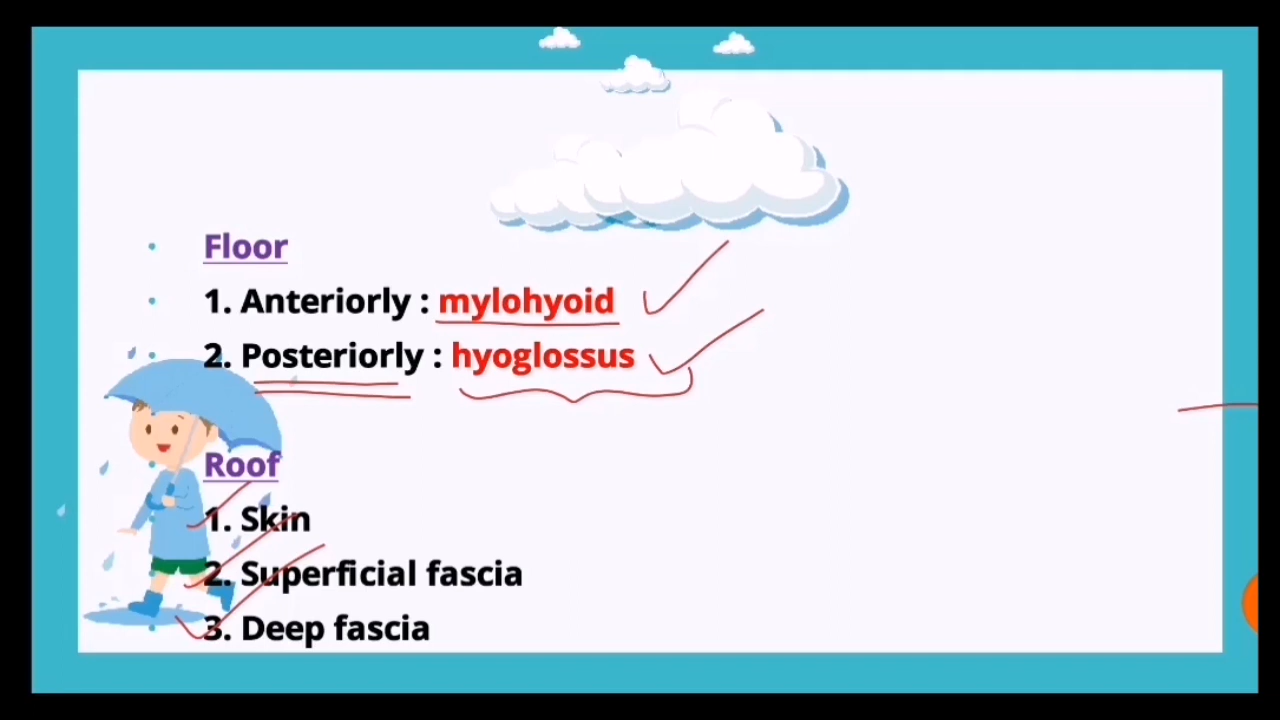 • Floor
• 1. Anteriorly : mylohyoid
• 2. Posteriorly : hyoglossus
• Roof
• 1. Skin
• 2. Superficial fascia
• 3. Deep fascia